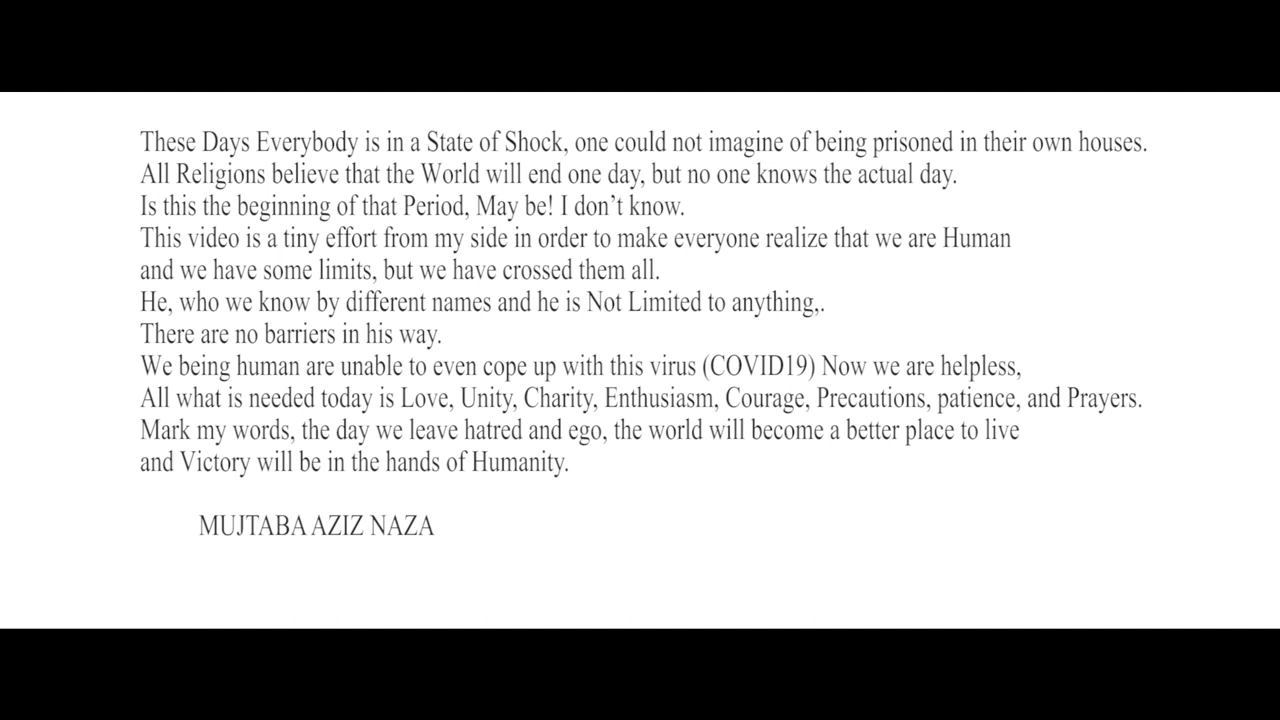 These Days Everybody is in a State of Shock, one could not imagine of being prisoned in their own houses.
All Religions believe that the World will end one day, but no one knows the actual day.
Is this the beginning of that Period, May be! I don’t know.
This video is a tiny effort from my side in order to make everyone realize that we are Human
and we have some limits, but we have crossed them all.
He, who we know by different names and he is Not Limited to anything,.
There are no barriers in his way.
We being human are unable to even cope up with this virus (COVID19) Now we are helpless,
All what is needed today is Love, Unity, Charity, Enthusiasm, Courage, Precautions, patience, and Prayers.
Mark my words, the day we leave hatred and ego, the world will become a better place to live
and Victory will be in the hands of Humanity.
MUJTABA AZIZ NAZA